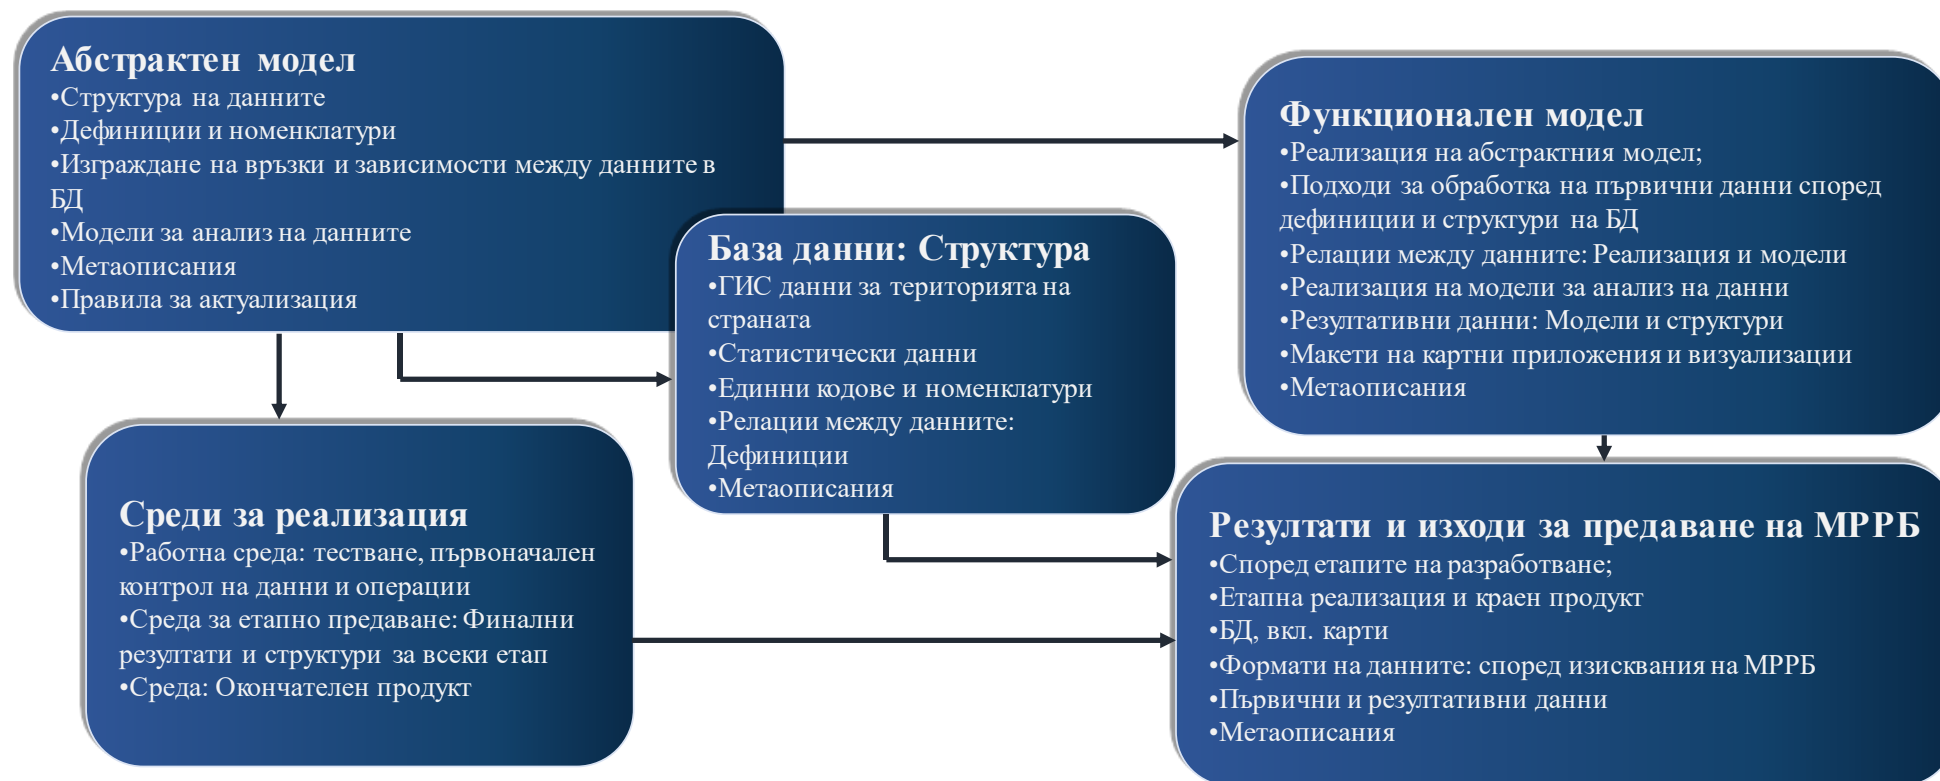 Абстрактен модел
•Структура на данните
•Дефиниции и номенклатури
•Изграждане на връзки и зависимости между данните в
БД
•Модели за анализ на данните
•Метаописания
•Правила за актуализация
Функционален модел
•Реализация на абстрактния модел;
•Подходи за обработка на първични данни според
дефиниции и структури на БД
•Релации между данните: Реализация и модели
•Реализация на модели за анализ на данни
•Резултативни данни: Модели и структури
•Макети на картни приложения и визуализации
•Метаописания
База данни: Структура
•ГИС данни за територията на
страната
•Статистически данни
•Единни кодове и номенклатури
•Релации между данните:
Дефиниции
•Метаописания
Среди за реализация
•Работна среда: тестване, първоначален
контрол на данни и операции
•Среда за етапно предаване: Финални
резултати и структури за всеки етап
•Среда: Окончателен продукт
Резултати и изходи за предаване на МРРБ
•Според етапите на разработване;
•Етапна реализация и краен продукт
•БД, вкл. карти
•Формати на данните: според изисквания на МРРБ
•Първични и резултативни данни
•Метаописания